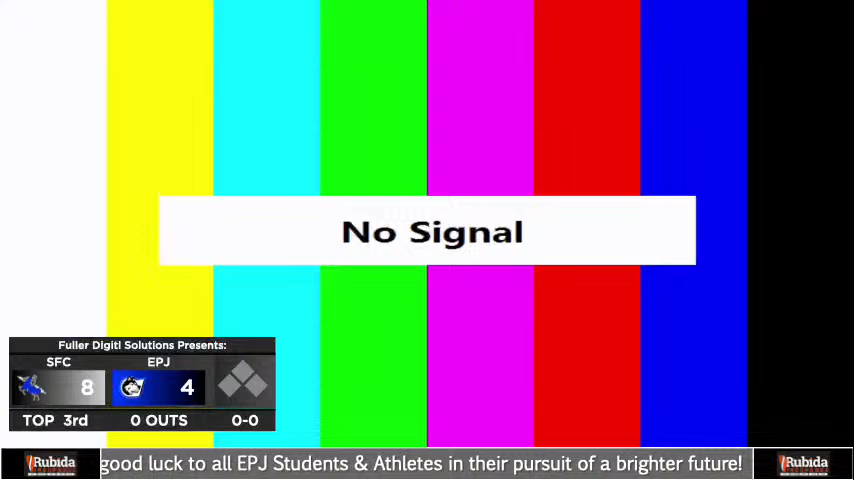 No Signal
Fuller Digitl Solutions Presents:
SFC EPJ
8 4
TOP 3rd 0 OUTS 0-0
Rubida good luck to all EPJ Students & Athletes in their pursuit of a brighter future! Rubida